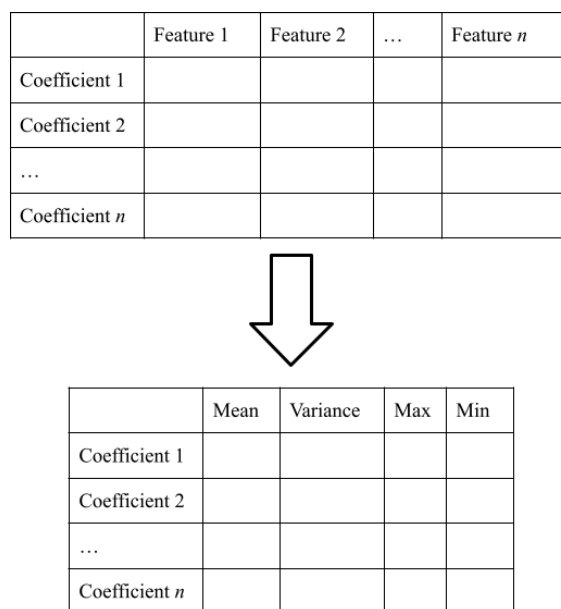 Feature 1 Feature 2 … Feature n
Coefficient 1
Coefficient 2
…
Coefficient n
Mean Variance Max Min
Coefficient 1
Coefficient 2
…
Coefficient n